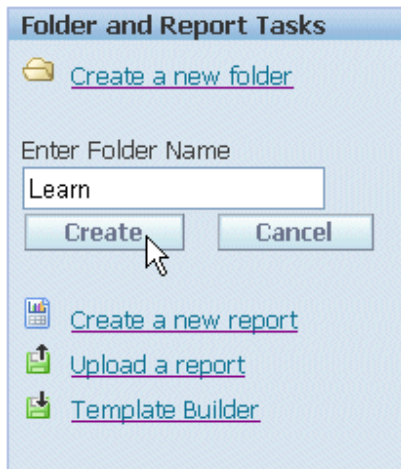 Folder and Report Tasks
Create a new folder
Enter Folder Name
Learn
Create Cancel
Create a new report
Upload a report
Template Builder